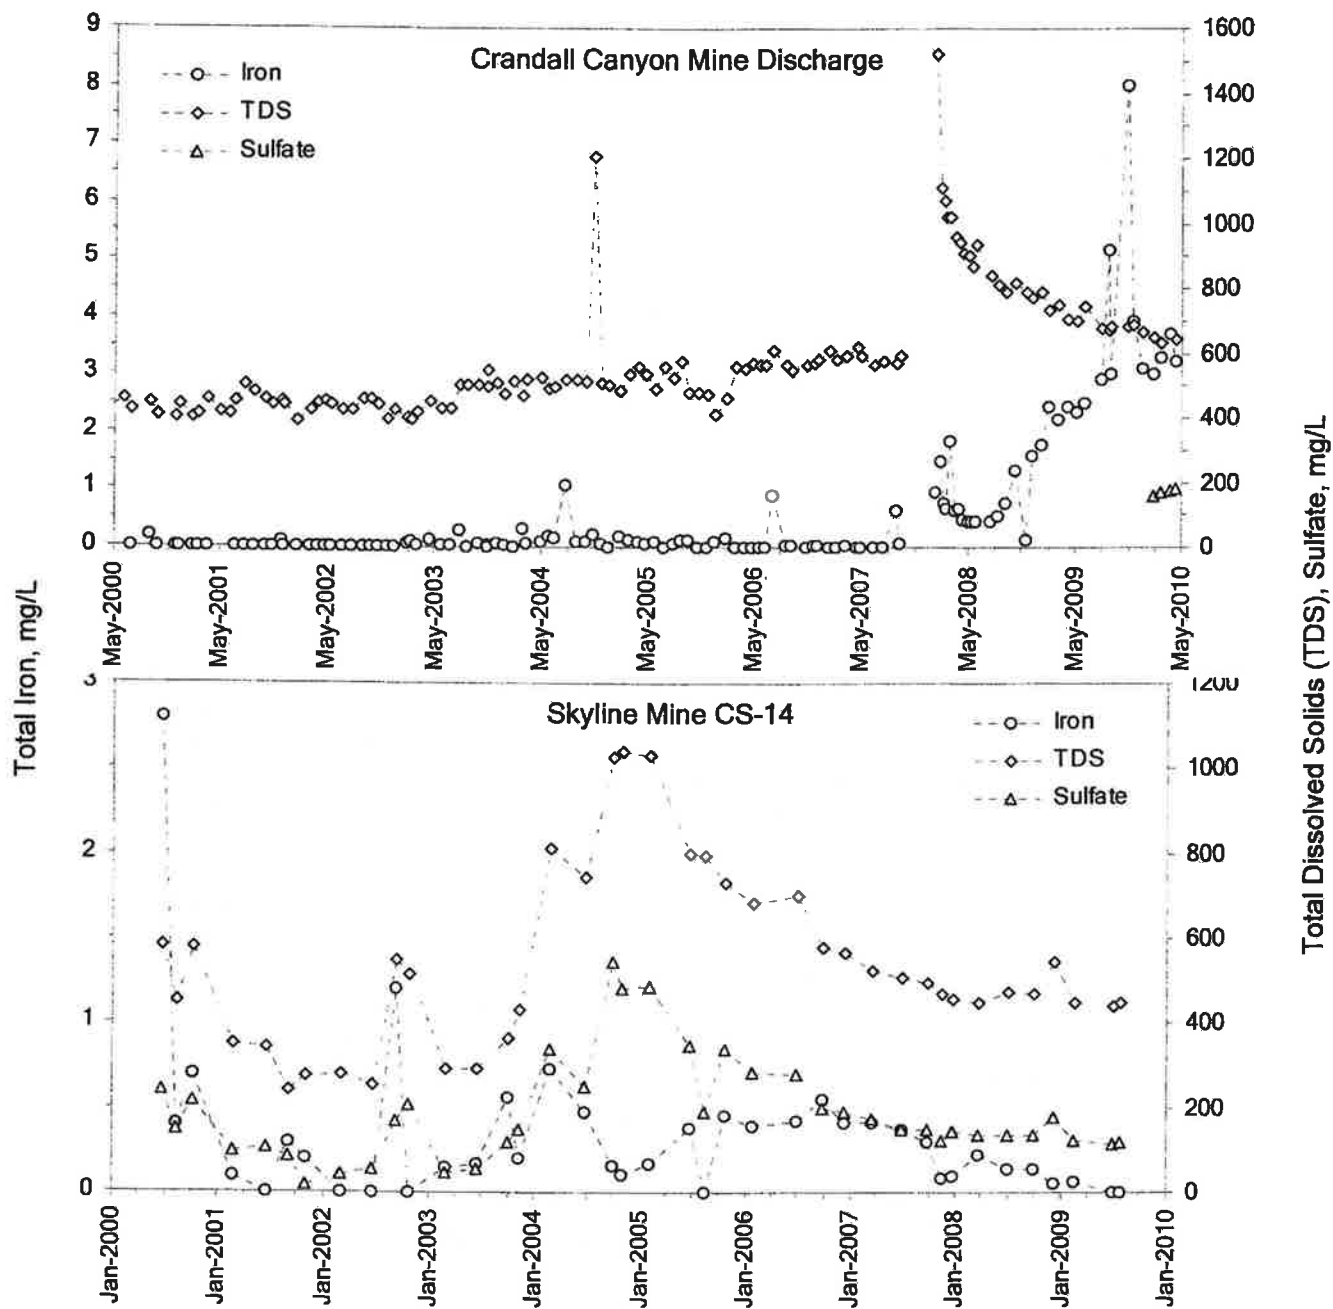 Crandall Canyon Mine Discharge
Iron
TDS
Sulfate
9
8
7
6
5
4
3
2
1
0
1600
1400
1200
1000
800
600
400
200
0
May-2000
May-2001
May-2002
May-2003
May-2004
May-2005
May-2006
May-2007
May-2008
May-2009
May-2010
Total Iron, mg/L
Total Dissolved Solids (TDS), Sulfate, mg/L
Skyline Mine CS-14
Iron
TDS
Sulfate
3
2
1
0
1200
1000
800
600
400
200
0
Jan-2000
Jan-2001
Jan-2002
Jan-2003
Jan-2004
Jan-2005
Jan-2006
Jan-2007
Jan-2008
Jan-2009
Jan-2010